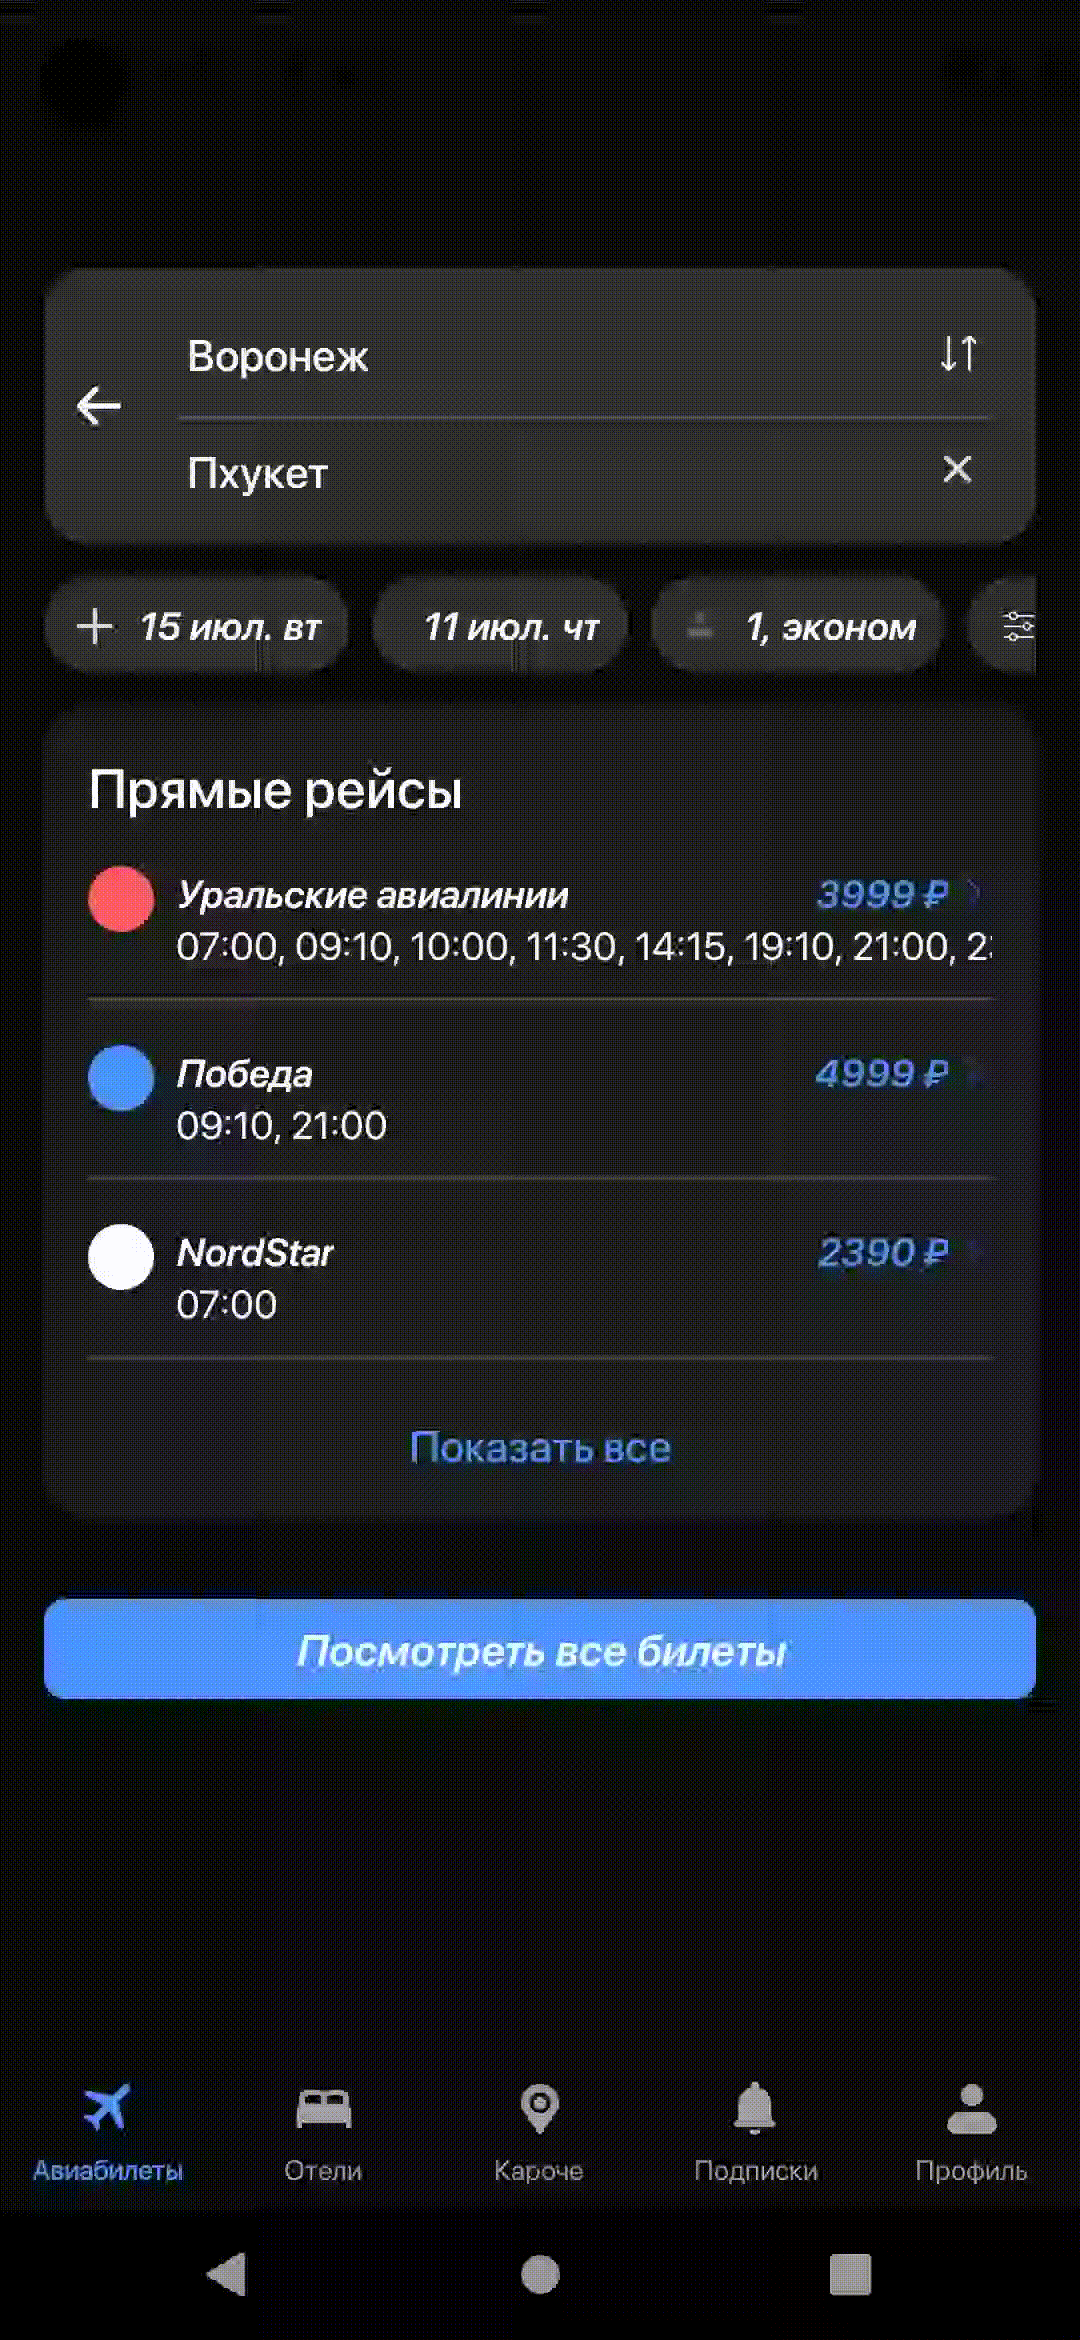 Воронеж
Пхукет
15 июл. вт
11 июл. чт
1, эконом
Прямые рейсы
Уральские авиалинии 3999 ₽
07:00, 09:10, 10:00, 11:30, 14:15, 19:10, 21:00,
Победа 4999 ₽
09:10, 21:00
NordStar 2390 ₽
07:00
Показать все
Посмотреть все билеты
Авиабилеты Отели Кароче Подписки Профиль